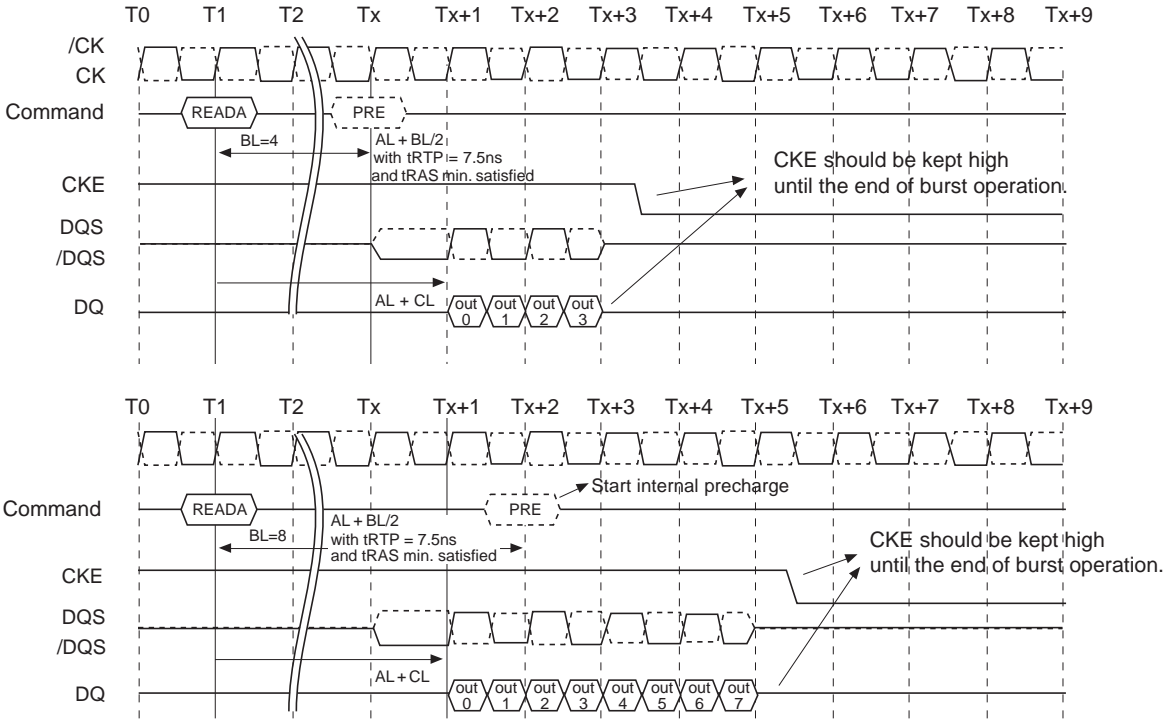 T0 T1 T2 Tx Tx+1 Tx+2 Tx+3 Tx+4 Tx+5 Tx+6 Tx+7 Tx+8 Tx+9
/CK
CK
Command READA PRE
BL=4 AL + BL/2
with tRTP = 7.5ns
and tRAS min. satisfied
CKE should be kept high
until the end of burst operation.
CKE
DQS
/DQS
AL + CL
DQ out 0 out 1 out 2 out 3
T0 T1 T2 Tx Tx+1 Tx+2 Tx+3 Tx+4 Tx+5 Tx+6 Tx+7 Tx+8 Tx+9
Start internal precharge
Command READA PRE
BL=8 AL + BL/2
with tRTP = 7.5ns
and tRAS min. satisfied
CKE should be kept high
until the end of burst operation.
CKE
DQS
/DQS
AL + CL
DQ out 0 out 1 out 2 out 3 out 4 out 5 out 6 out 7